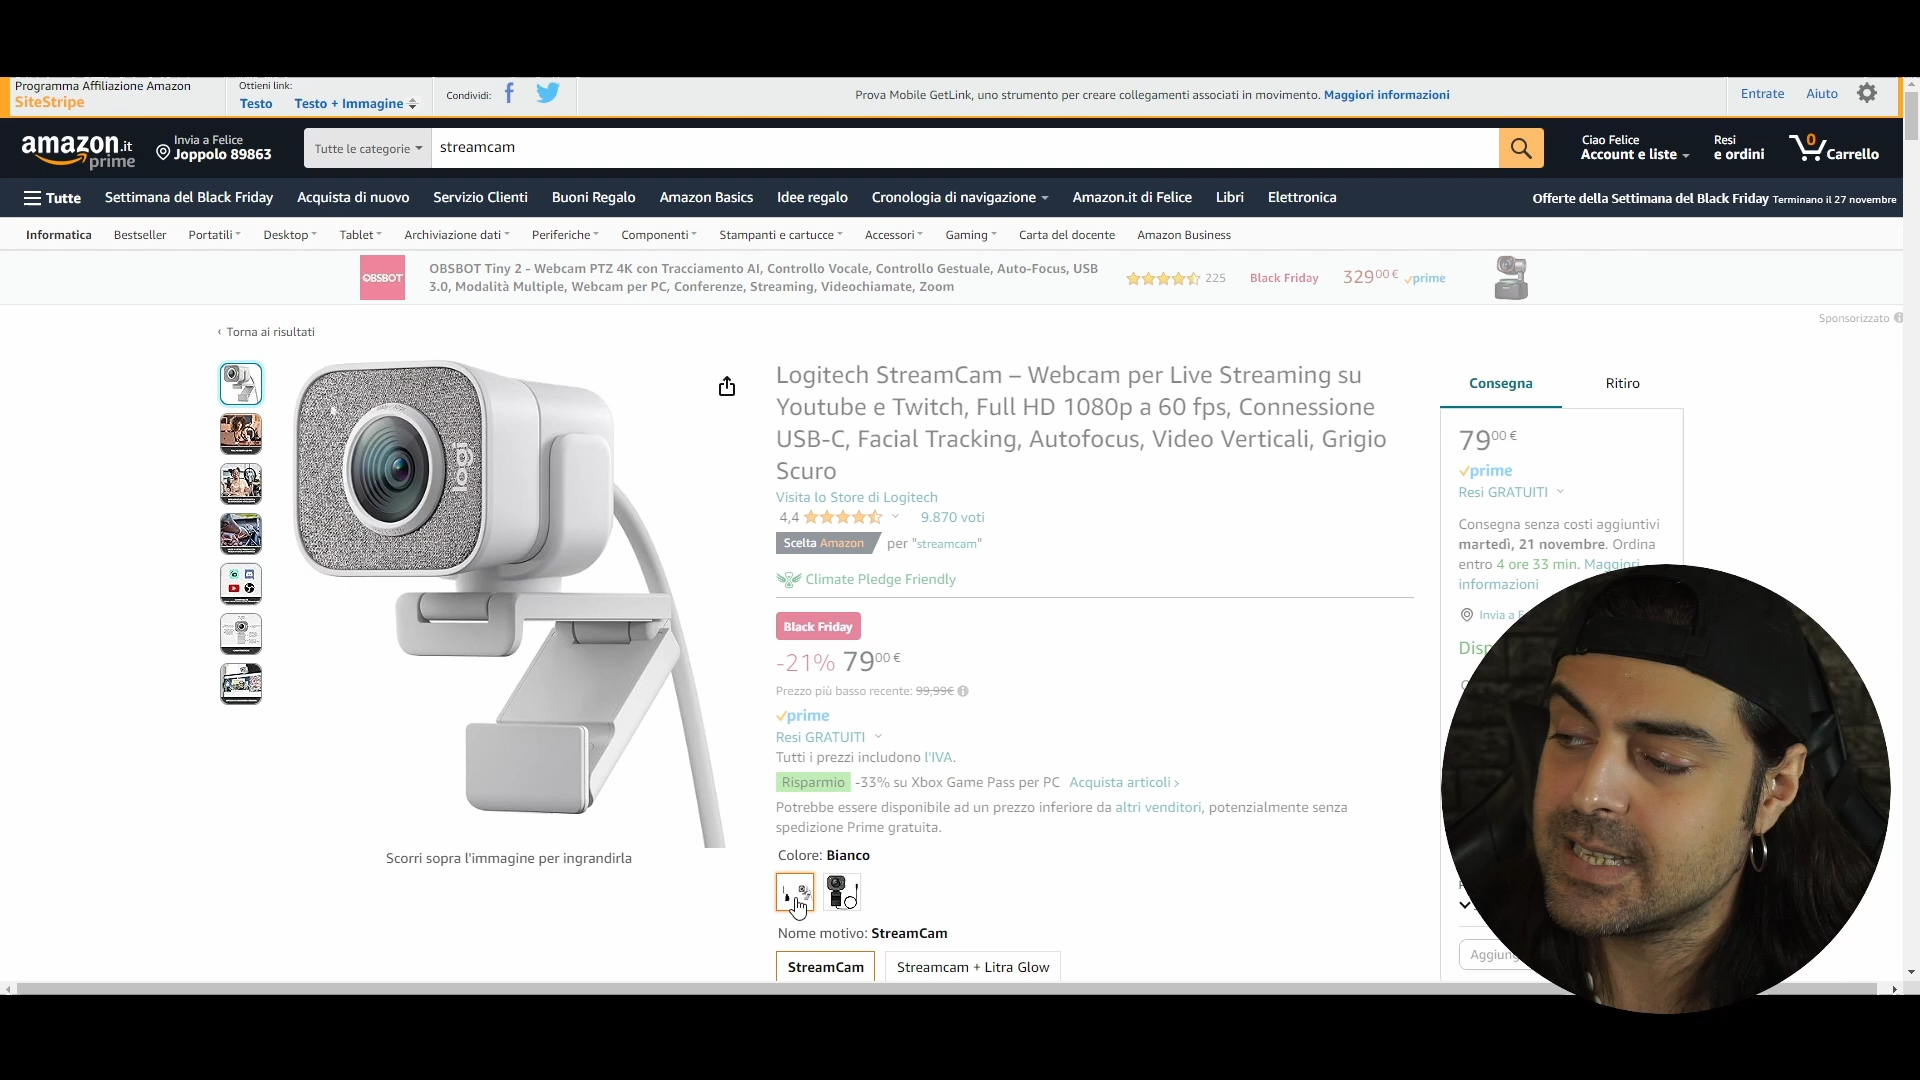 Programma Affiliazione Amazon
SiteStripe
Ottieni link:
Testo
Testo + Immagine
Condividi:
Prova Mobile GetLink, uno strumento per creare collegamenti associati in movimento. Maggiori informazioni
Entrate
Aiuto
amazon.it
prime
Invia a Felice
Joppolo 89863
Tutte le categorie
streamcam
Ciao Felice
Account e liste
Resi
e ordini
0
Carrello
Tutte
Settimana del Black Friday
Acquista di nuovo
Servizio Clienti
Buoni Regalo
Amazon Basics
Idee regalo
Cronologia di navigazione
Amazon.it di Felice
Libri
Elettronica
Offerte della Settimana del Black Friday Terminano il 27 novembre
Informatica
Bestseller
Portatili
Desktop
Tablet
Archiviazione dati
Periferiche
Componenti
Stampanti e cartucce
Accessori
Gaming
Carta del docente
Amazon Business
OBSBOT
OBSBOT Tiny 2 - Webcam PTZ 4K con Tracciamento AI, Controllo Vocale, Controllo Gestuale, Auto-Focus, USB
3.0, Modalità Multiple, Webcam per PC, Conferenze, Streaming, Videochiamate, Zoom
225
Black Friday
329,00 €
prime
Sponsorizzato
‹ Torna ai risultati
logi
Scorri sopra l'immagine per ingrandirla
Logitech StreamCam – Webcam per Live Streaming su
Youtube e Twitch, Full HD 1080p a 60 fps, Connessione
USB-C, Facial Tracking, Autofocus, Video Verticali, Grigio
Scuro
Visita lo Store di Logitech
4,4
9.870 voti
Scelta Amazon
per "streamcam"
Climate Pledge Friendly
Black Friday
-21% 79 00 €
Prezzo più basso recente: 99,99€
prime
Resi GRATUITI
Tutti i prezzi includono l'IVA.
Risparmio -33% su Xbox Game Pass per PC Acquista articoli ›
Potrebbe essere disponibile ad un prezzo inferiore da altri venditori, potenzialmente senza
spedizione Prime gratuita.
Colore: Bianco
Nome motivo: StreamCam
StreamCam
Streamcam + Litra Glow
Consegna
Ritiro
79 00 €
prime
Resi GRATUITI
Consegna senza costi aggiuntivi
martedì, 21 novembre. Ordina
entro 4 ore 33 min. Maggiori
informazioni
Invia a F
Disp
Aggiung